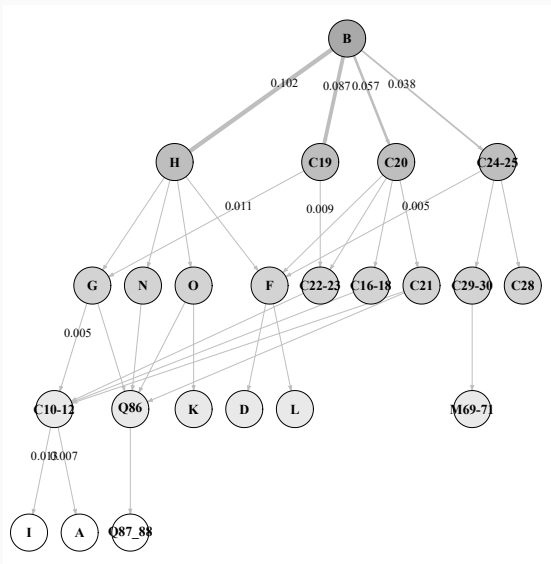 B
0.102
0.087
0.057
0.038
H
C19
C20
C24-25
0.011
0.009
0.005
G
N
O
F
C22-23
C16-18
C21
C29-30
C28
0.005
C10-12
Q86
K
D
L
M69-71
0.007
I
A
Q87_88